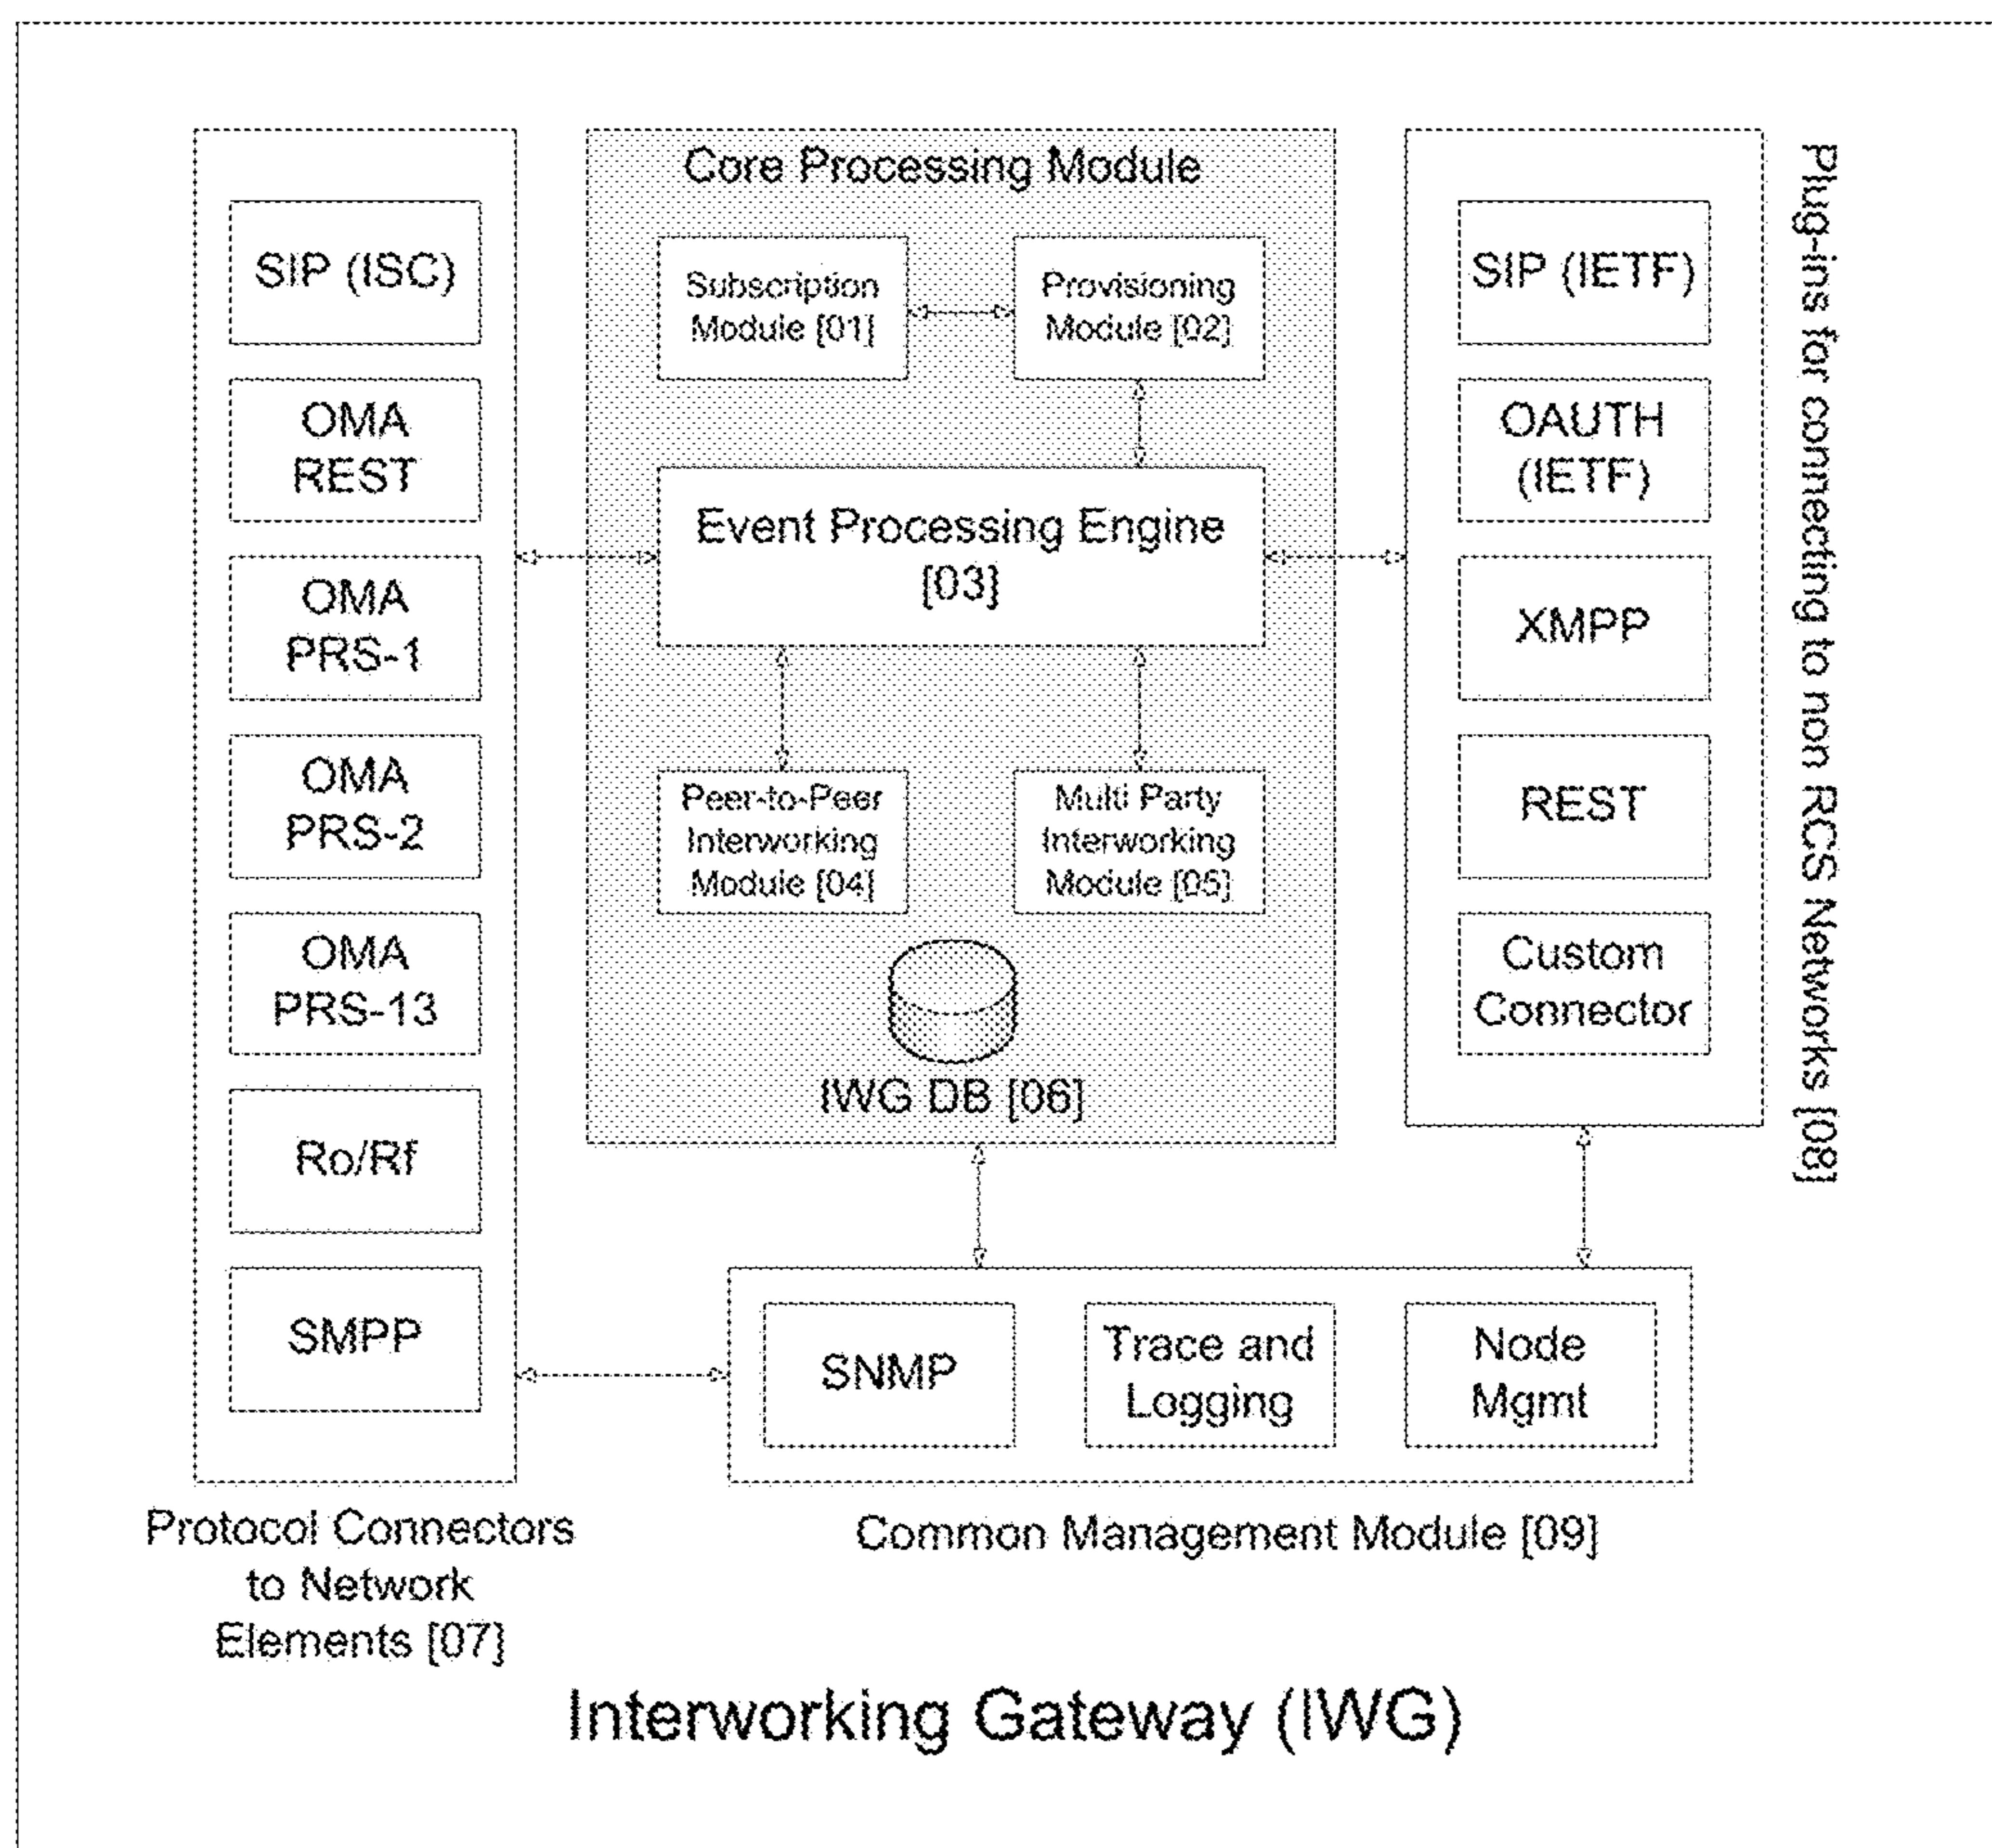 SIP (ISC)
OMA
REST
OMA
PRS-1
OMA
PRS-2
OMA
PRS-13
Ro/Rf
SMPP
Protocol Connectors
to Network
Elements [07]
Core Processing Module
Subscription
Module [01]
Provisioning
Module [02]
Event Processing Engine
[03]
Peer-to-Peer
Interworking
Module [04]
Multi Party
Interworking
Module [05]
IWG DB [06]
SIP (IETF)
OAUTH
(IETF)
XMPP
REST
Custom
Connector
Plug-ins for connecting to non RCS Networks [08]
SNMP
Trace and
Logging
Node
Mgmt
Common Management Module [09]
Interworking Gateway (IWG)